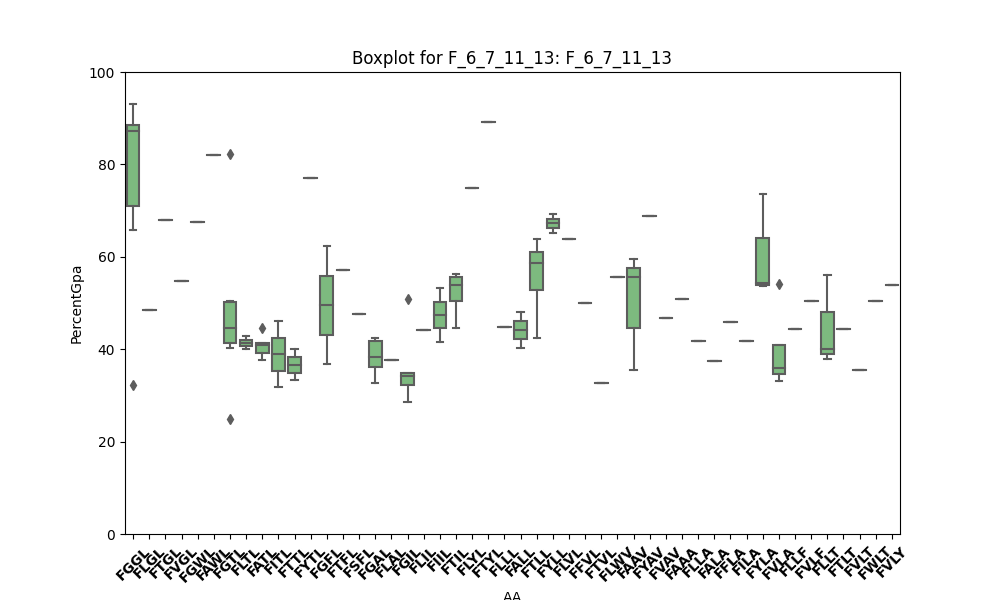 Boxplot for F_6_7_11_13: F_6_7_11_13
100
80
60
40
20
0
PercentGpa
FGGL FLGL FTGL FVGL FGWL FAWL FGTL FLTL FATL FITL FTTL FYTL FGFL FTFL FSFL FGAL FLAL FGIL FLIL FIIL FTIL FLYL FTYL FLLL FALL FTLL FYLL FLVL FFVL FTVL FLWV FAAV FYAV FVAV FAAA FLLA FALA FFLA FILA FYLA FVLA FLLF FVLF FLLT FTLT FVLT FWLT FVLY
AA